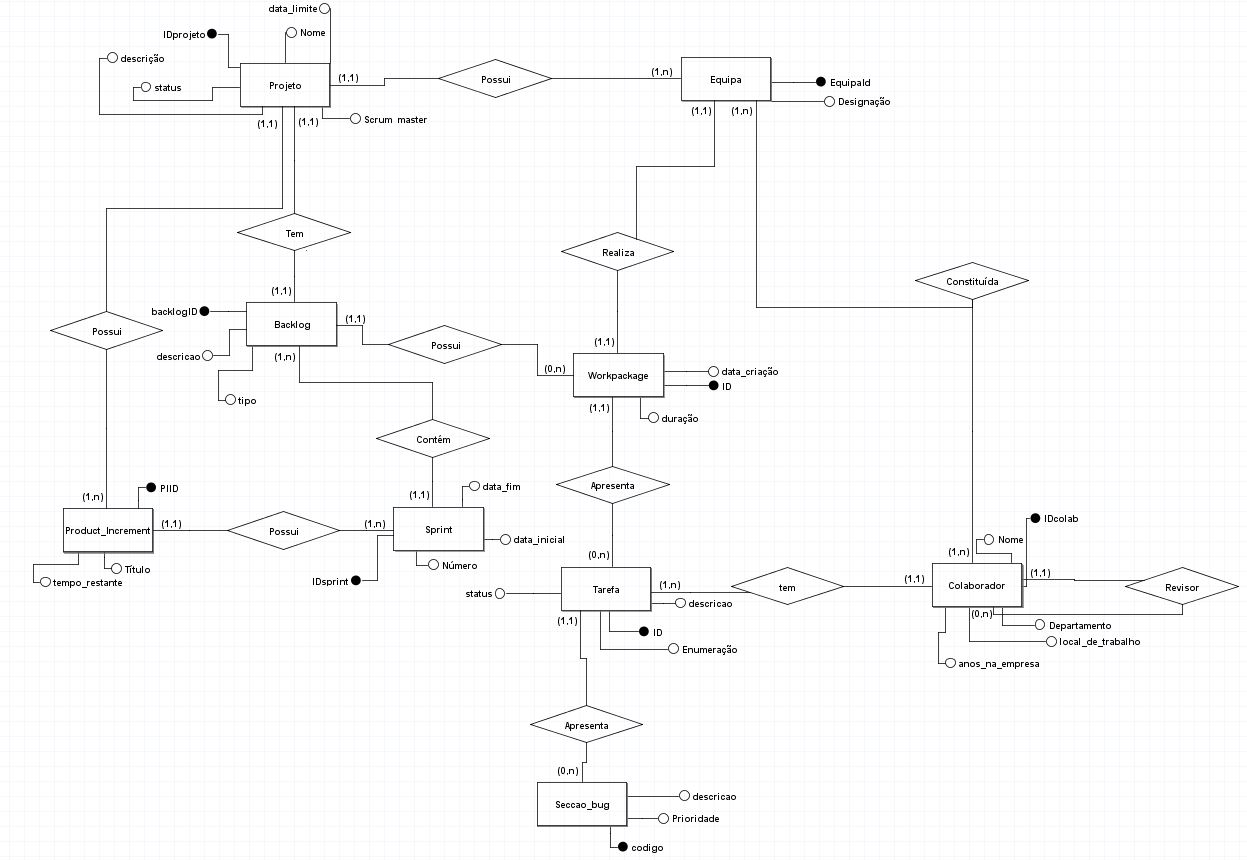 data_limite
IDprojeto
Nome
descrição
status
Projeto
(1,1)
Possui
(1,n)
Equipa
EquipaId
Designação
Scrum master
(1,1)
(1,1)
(1,1)
(1,n)
Tem
Realiza
Constituída
(1,1)
backlogID
Backlog
(1,1)
descricao
(1,n)
tipo
Possui
Possui
(0,n)
(1,1)
Workpackage
data_criação
ID
(1,1)
duração
Contém
Apresenta
(1,n)
PIID
Product_Increment
(1,1)
Possui
(1,n)
(1,1)
data_fim
Sprint
data_inicial
Número
IDsprint
Título
tempo_restante
(0,n)
status
Tarefa
(1,n)
descricao
(1,1)
ID
Enumeração
tem
(1,1)
(1,n)
IDcolab
Nome
Colaborador
(1,1)
Revisor
(0,n)
Departamento
local_de_trabalho
anos_na_empresa
Apresenta
(0,n)
Seccao_bug
descricao
Prioridade
codigo